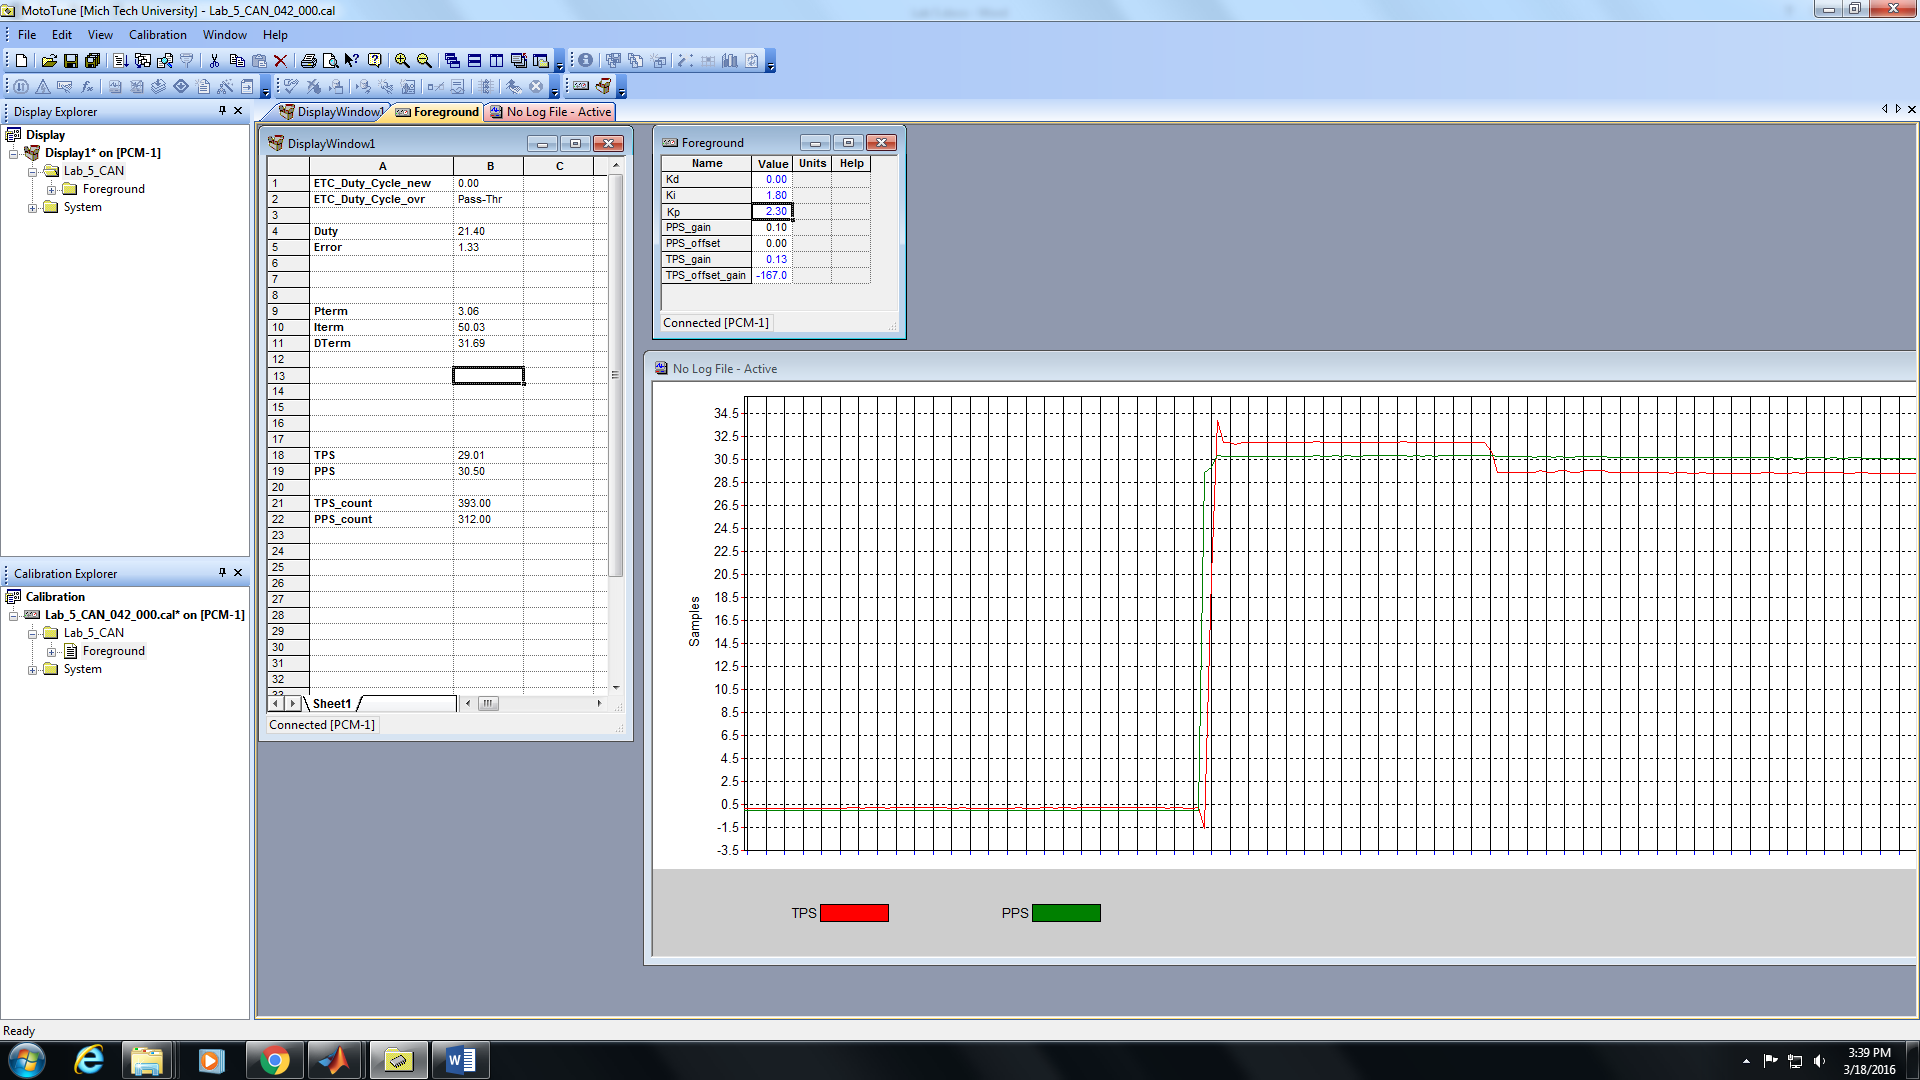 MotoTune [Mich Tech University] - Lab_5_CAN_042_000.cal
File Edit View Calibration Window Help
Display Explorer
Display
Display1* on [PCM-1]
Lab_5_CAN
Foreground
System
Calibration Explorer
Calibration
Lab_5_CAN_042_000.cal* on [PCM-1]
Lab_5_CAN
Foreground
System
DisplayWindow1 Foreground No Log File - Active
DisplayWindow1
A B C
1 ETC_Duty_Cycle_new 0.00
2 ETC_Duty_Cycle_ovr Pass-Thr
3
4 Duty 21.40
5 Error 1.33
6
7
8
9 Pterm 3.06
10 Iterm 50.03
11 DTerm 31.69
12
13
14
15
16
17
18 TPS 29.01
19 PPS 30.50
20
21 TPS_count 393.00
22 PPS_count 312.00
23
24
25
26
27
28
29
30
31
32
33
Sheet1
Connected [PCM-1]
Foreground
Name Value Units Help
Kd 0.00
Ki 1.80
Kp 2.30
PPS_gain 0.10
PPS_offset 0.00
TPS_gain 0.13
TPS_offset_gain -167.0
Connected [PCM-1]
No Log File - Active
Samples
34.5
32.5
30.5
28.5
26.5
24.5
22.5
20.5
18.5
16.5
14.5
12.5
10.5
8.5
6.5
4.5
2.5
0.5
-1.5
-3.5
TPS PPS
Ready
3:39 PM
3/18/2016